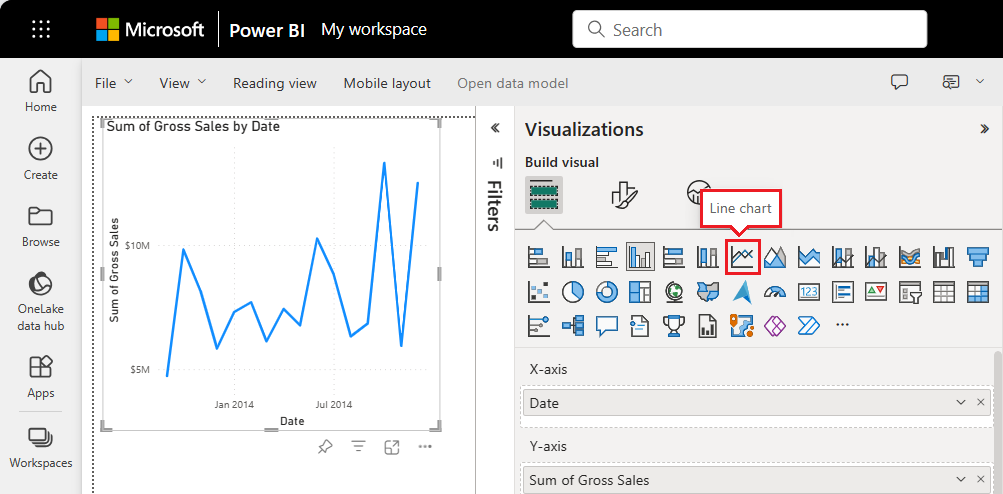 Microsoft Power BI My workspace
Search
Home
Create
Browse
OneLake
data hub
Apps
Workspaces
File View Reading view Mobile layout Open data model
Sum of Gross Sales by Date
Sum of Gross Sales
$10M
$5M
Jan 2014 Jul 2014
Date
Filters
Visualizations
Build visual
Line chart
123
X-axis
Date
Y-axis
Sum of Gross Sales